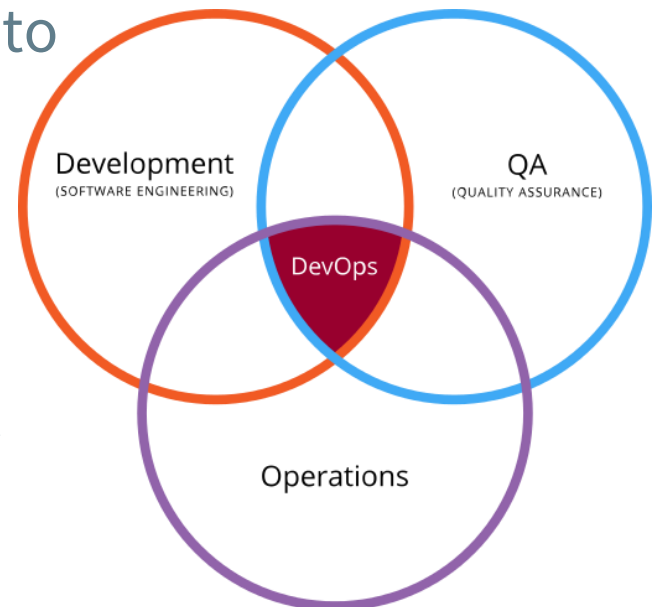 to
Development
(SOFTWARE ENGINEERING)
QA
(QUALITY ASSURANCE)
DevOps
Operations